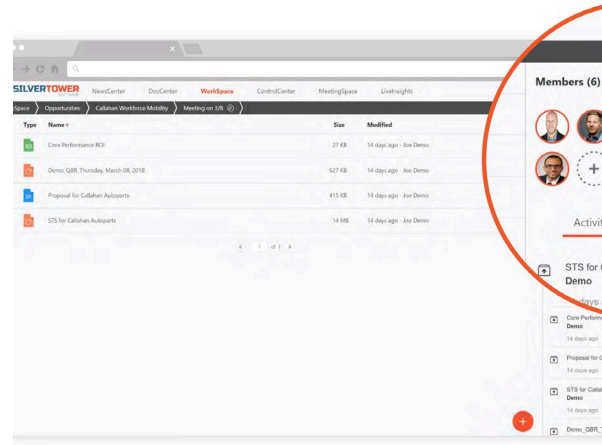 SILVERTOWER
NewsCenter DocCenter WorkSpace ControlCenter MeetingSpace LiveInsights
Space Opportunities Callahan Workforce Mobility Meeting on 3/8
Type Name Size Modified
Core Performance ROI 27 KB 14 days ago - Joe Demo
Demo_QBR_Thursday, March 08, 2018 627 KB 14 days ago - Joe Demo
Proposal for Callahan Autoparts 415 KB 14 days ago - Joe Demo
STS for Callahan Autoparts 14 MB 14 days ago - Joe Demo
1 of 1
Members (6)
+
Activit
STS for C
Demo
days
Core Performa
Demo
14 days ago
Proposal for C
14 days ago
STS for Callah
Demo
14 days ago
Demo_QBR_T
+